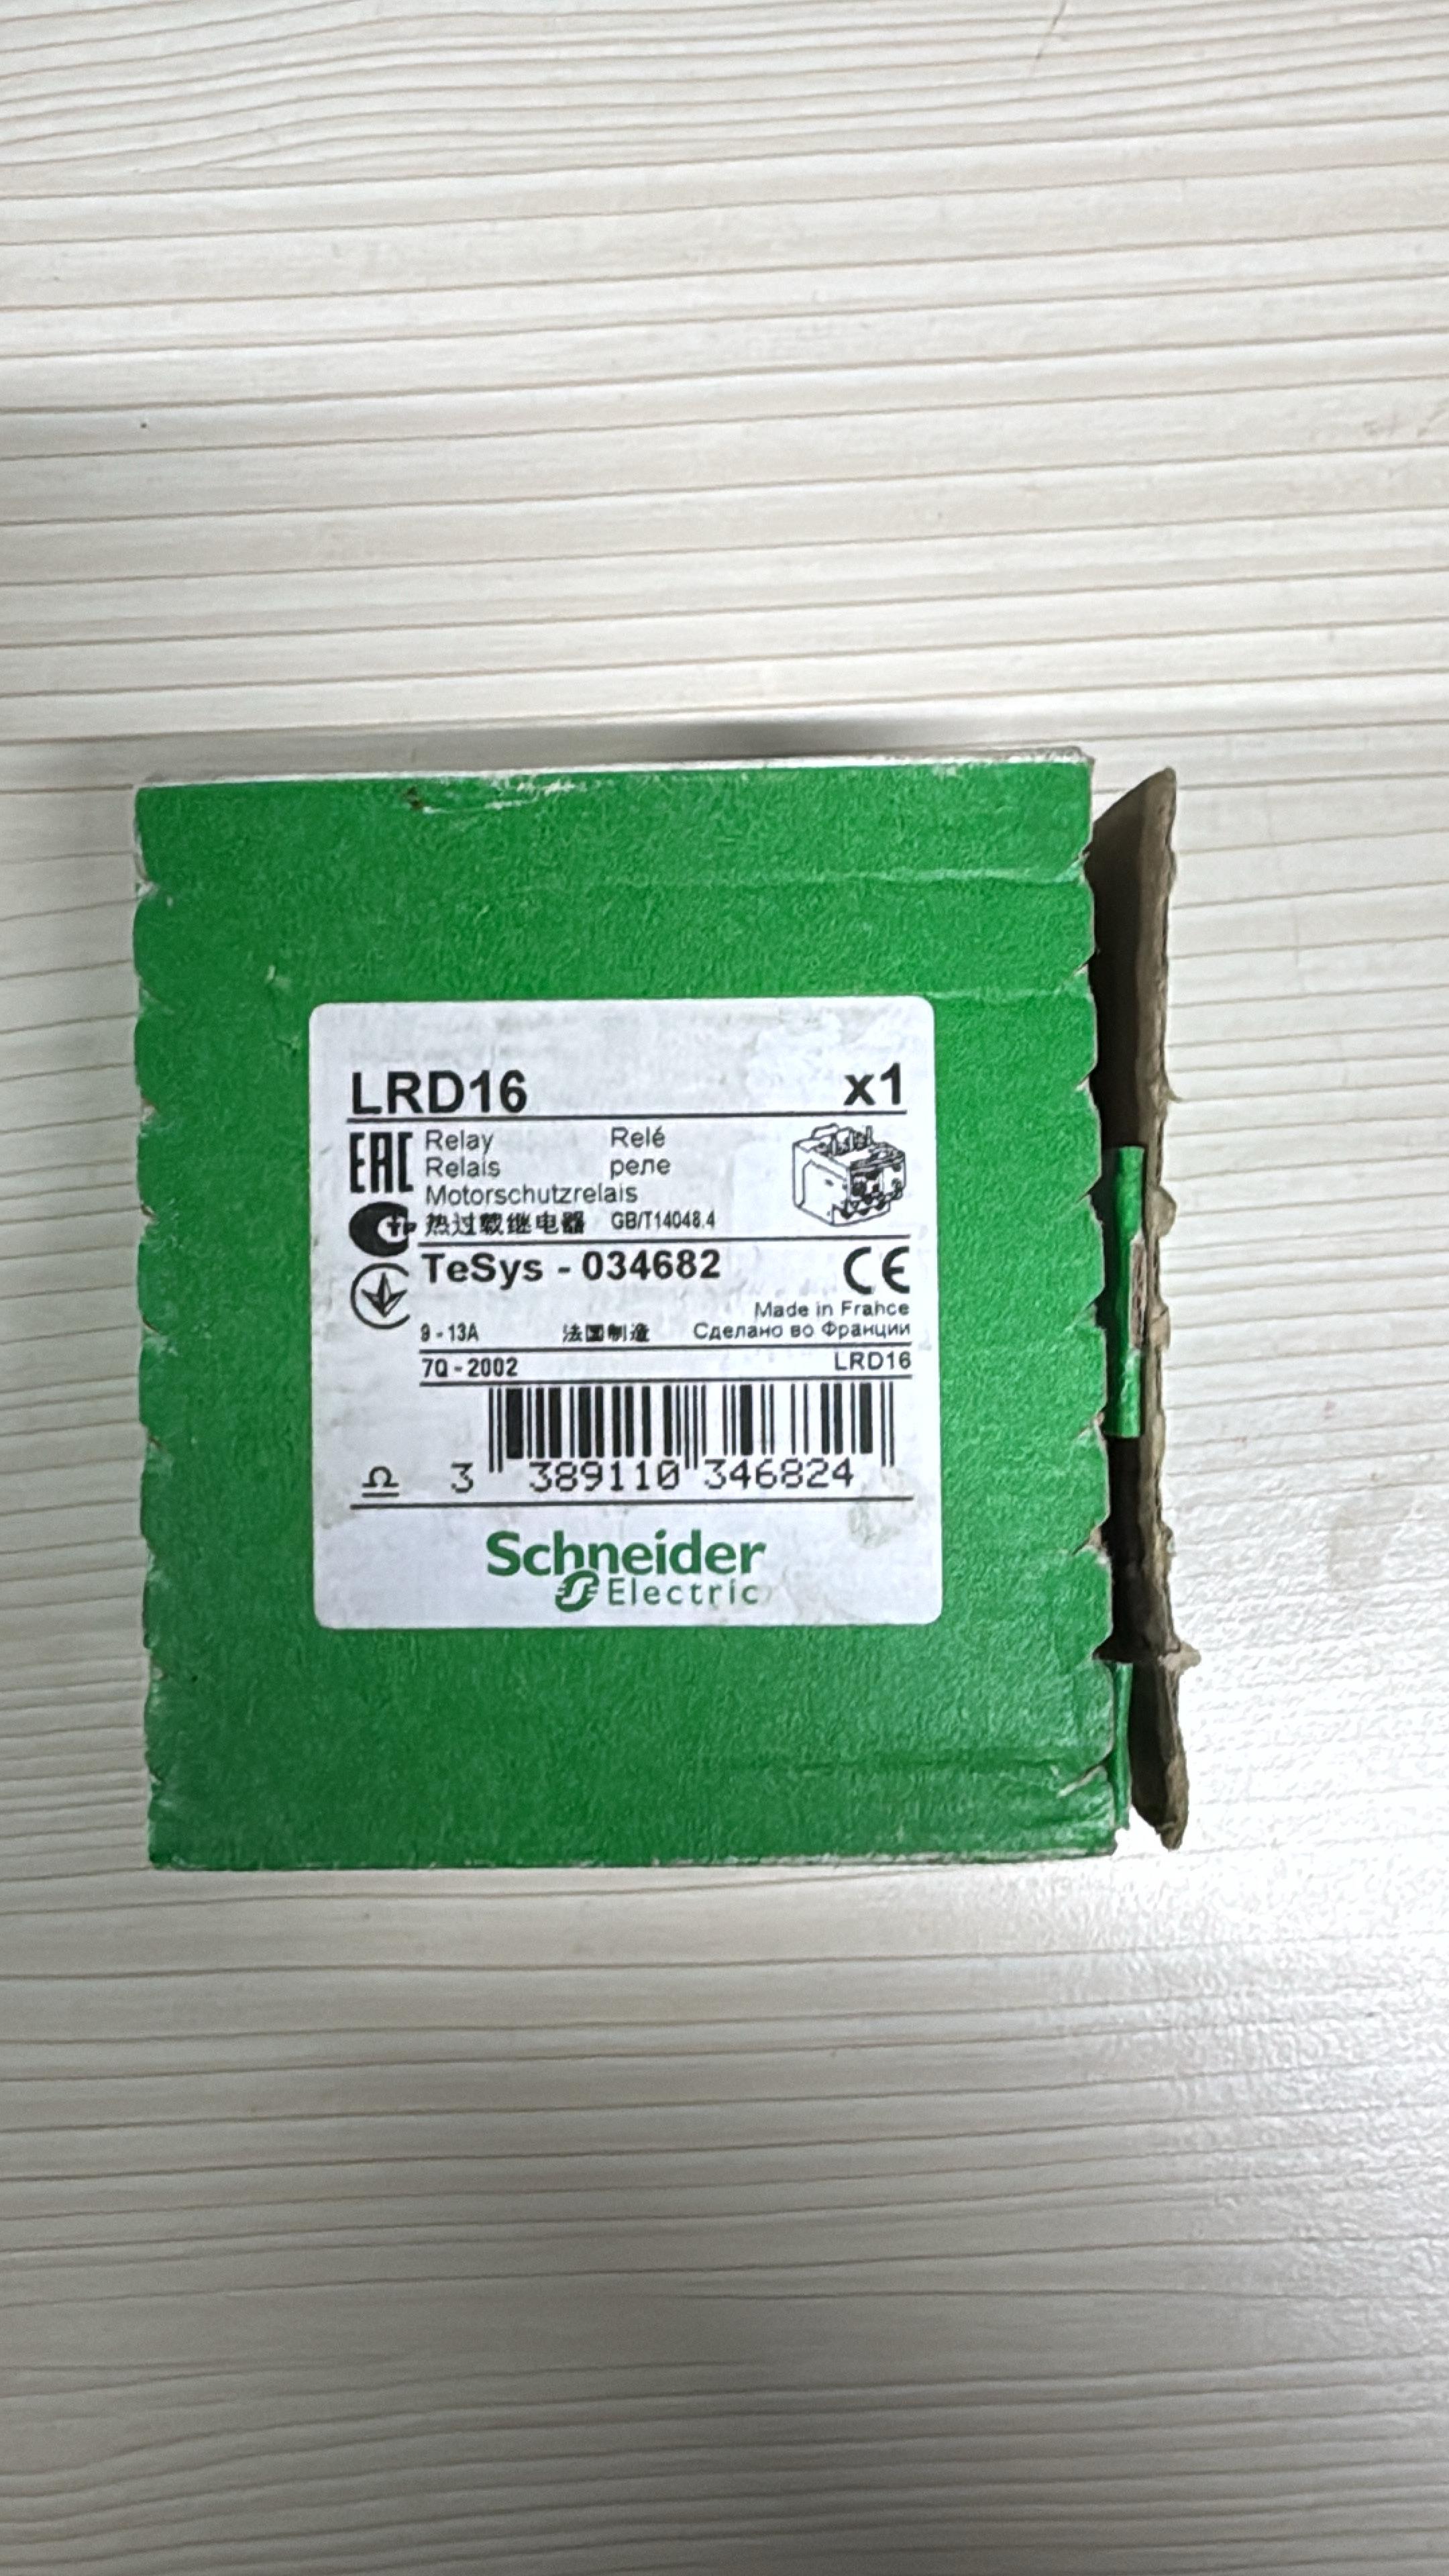 LRD16 x1
EAC Relay Relé
Relais реле
Motorschutzrelais
热过载继电器 GB/T14048.4
TeSys - 034682 CE
Made in France
9 - 13A 法国制造 Сделано во Франции
7Q - 2002 LRD16
3 389110 346824
Schneider
Electric